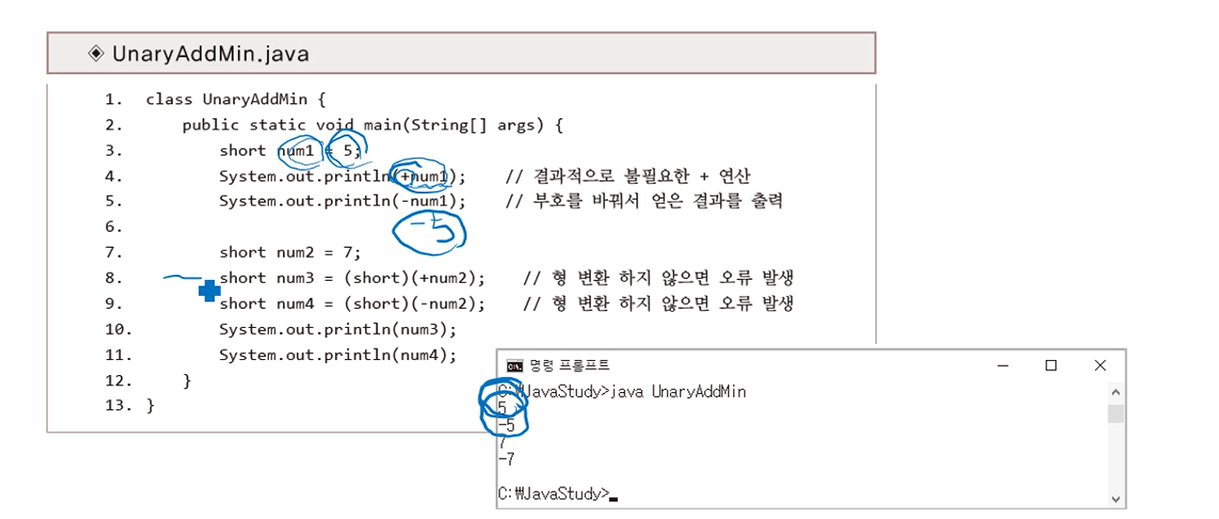 ◈ UnaryAddMin.java
1. class UnaryAddMin {
2. public static void main(String[] args) {
3. short num1 = 5;
4. System.out.println(+num1); // 결과적으로 불필요한 + 연산
5. System.out.println(-num1); // 부호를 바꿔서 얻은 결과를 출력
6.
-5
7. short num2 = 7;
8. short num3 = (short)(+num2); // 형 변환 하지 않으면 오류 발생
9. short num4 = (short)(-num2); // 형 변환 하지 않으면 오류 발생
10. System.out.println(num3);
11. System.out.println(num4);
12. }
13. }
명령 프롬프트
C:₩JavaStudy>java UnaryAddMin
5
-5
7
-7
C:₩JavaStudy>